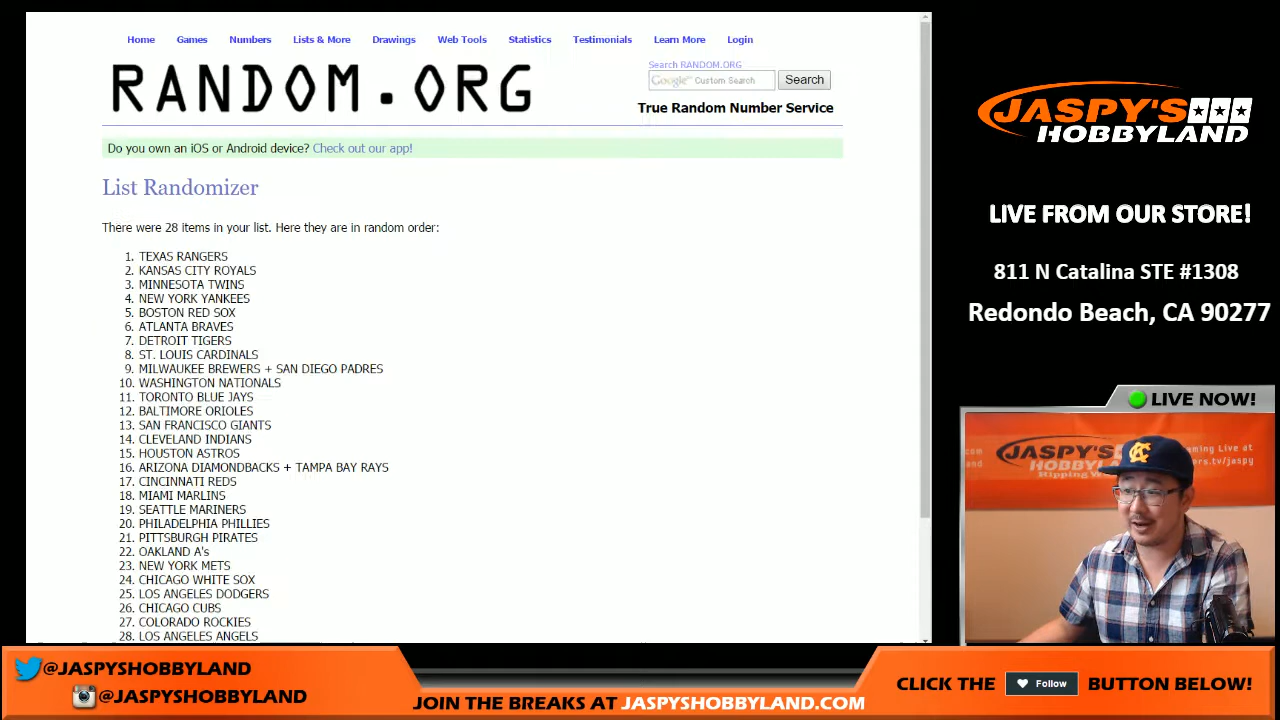 Home Games Numbers Lists & More Drawings Web Tools Statistics Testimonials Learn More Login
RANDOM.ORG
Search RANDOM.ORG
Google™ Custom Search Search
True Random Number Service
Do you own an iOS or Android device? Check out our app!
List Randomizer
There were 28 items in your list. Here they are in random order:
1. TEXAS RANGERS
2. KANSAS CITY ROYALS
3. MINNESOTA TWINS
4. NEW YORK YANKEES
5. BOSTON RED SOX
6. ATLANTA BRAVES
7. DETROIT TIGERS
8. ST. LOUIS CARDINALS
9. MILWAUKEE BREWERS + SAN DIEGO PADRES
10. WASHINGTON NATIONALS
11. TORONTO BLUE JAYS
12. BALTIMORE ORIOLES
13. SAN FRANCISCO GIANTS
14. CLEVELAND INDIANS
15. HOUSTON ASTROS
16. ARIZONA DIAMONDBACKS + TAMPA BAY RAYS
17. CINCINNATI REDS
18. MIAMI MARLINS
19. SEATTLE MARINERS
20. PHILADELPHIA PHILLIES
21. PITTSBURGH PIRATES
22. OAKLAND A's
23. NEW YORK METS
24. CHICAGO WHITE SOX
25. LOS ANGELES DODGERS
26. CHICAGO CUBS
27. COLORADO ROCKIES
28. LOS ANGELES ANGELS
JASPY'S
HOBBYLAND
LIVE FROM OUR STORE!
811 N Catalina STE #1308
Redondo Beach, CA 90277
LIVE NOW!
JASPY'S
HOBBYLAND
Live at
rs.tv/jaspy
@JASPYSHOBBYLAND
@JASPYSHOBBYLAND
JOIN THE BREAKS AT JASPYSHOBBYLAND.COM
CLICK THE Follow BUTTON BELOW!